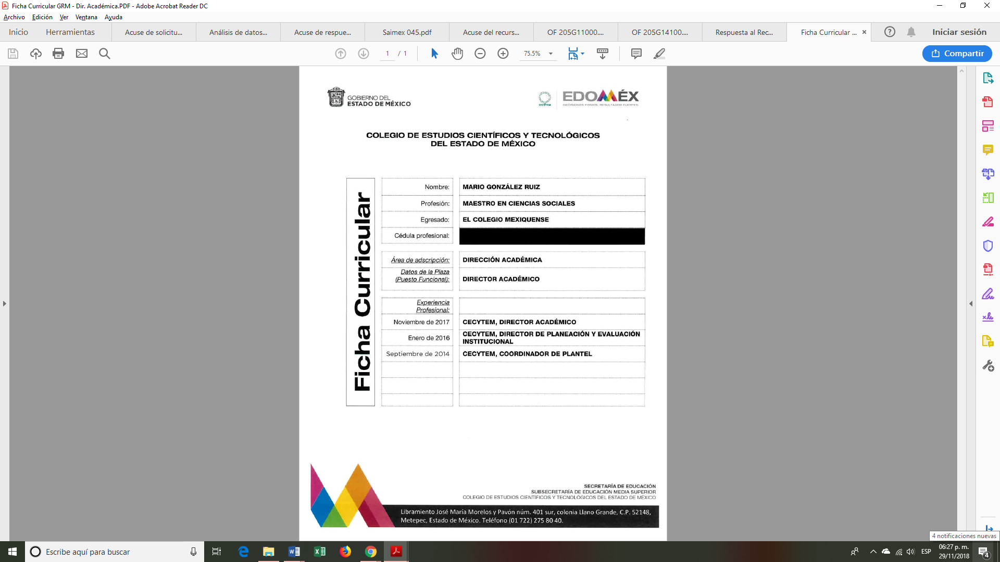 Ficha Curricular GRM - Dir. Académica.PDF - Adobe Acrobat Reader DC
Archivo Edición Ver Ventana Ayuda
Inicio Herramientas Acuse de solicitu... Análisis de datos... Acuse de respue... Saimex 045.pdf Acuse del recurs... OF 205G11000.... OF 205G14100.... Respuesta al Rec... Ficha Curricular ... Iniciar sesión
1 / 1 75.5% Compartir
GOBIERNO DEL
ESTADO DE MÉXICO
CECYTEM
EDOMÉX
DECISIONES FIRMES, RESULTADOS FUERTES.
COLEGIO DE ESTUDIOS CIENTÍFICOS Y TECNOLÓGICOS
DEL ESTADO DE MÉXICO
Ficha Curricular
Nombre: MARIO GONZÁLEZ RUIZ
Profesión: MAESTRO EN CIENCIAS SOCIALES
Egresado: EL COLEGIO MEXIQUENSE
Cédula profesional:
Área de adscripción: DIRECCIÓN ACADÉMICA
Datos de la Plaza
(Puesto Funcional): DIRECTOR ACADÉMICO
Experiencia
Profesional:
Noviembre de 2017 CECYTEM, DIRECTOR ACADÉMICO
Enero de 2016 CECYTEM, DIRECTOR DE PLANEACIÓN Y EVALUACIÓN
INSTITUCIONAL
Septiembre de 2014 CECYTEM, COORDINADOR DE PLANTEL
SECRETARÍA DE EDUCACIÓN
SUBSECRETARÍA DE EDUCACIÓN MEDIA SUPERIOR
COLEGIO DE ESTUDIOS CIENTÍFICOS Y TECNOLÓGICOS DEL ESTADO DE MÉXICO
Libramiento José María Morelos y Pavón núm. 401 sur, colonia Llano Grande, C.P. 52148,
Metepec, Estado de México. Teléfono (01 722) 275 80 40.
4 notificaciones nuevas
Escribe aquí para buscar
ESP
06:27 p. m.
29/11/2018
4